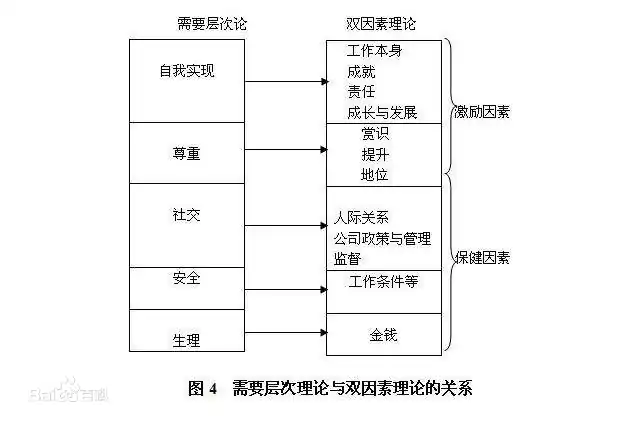 需要层次论
双因素理论
自我实现
工作本身
成就
责任
成长与发展
激励因素
尊重
赏识
提升
地位
社交
人际关系
公司政策与管理
监督
保健因素
安全
工作条件等
生理
金钱
图 4 需要层次理论与双因素理论的关系
Bai百科